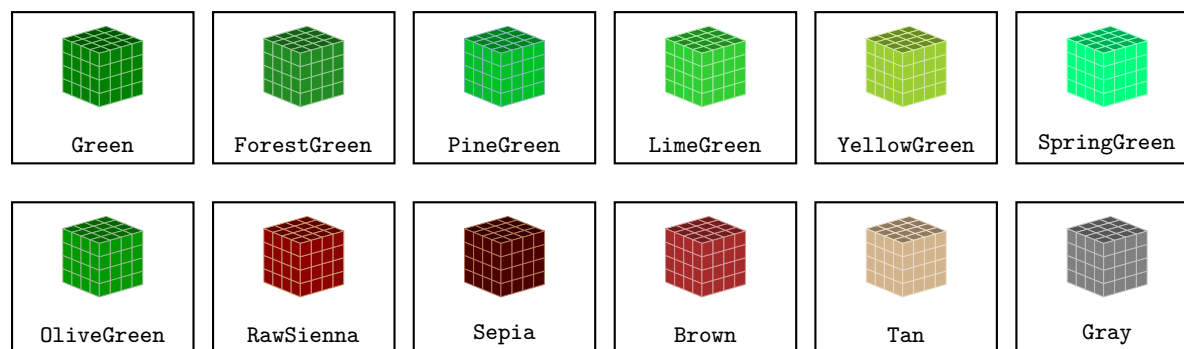 Green
ForestGreen
PineGreen
LimeGreen
YellowGreen
SpringGreen
OliveGreen
RawSienna
Sepia
Brown
Tan
Gray